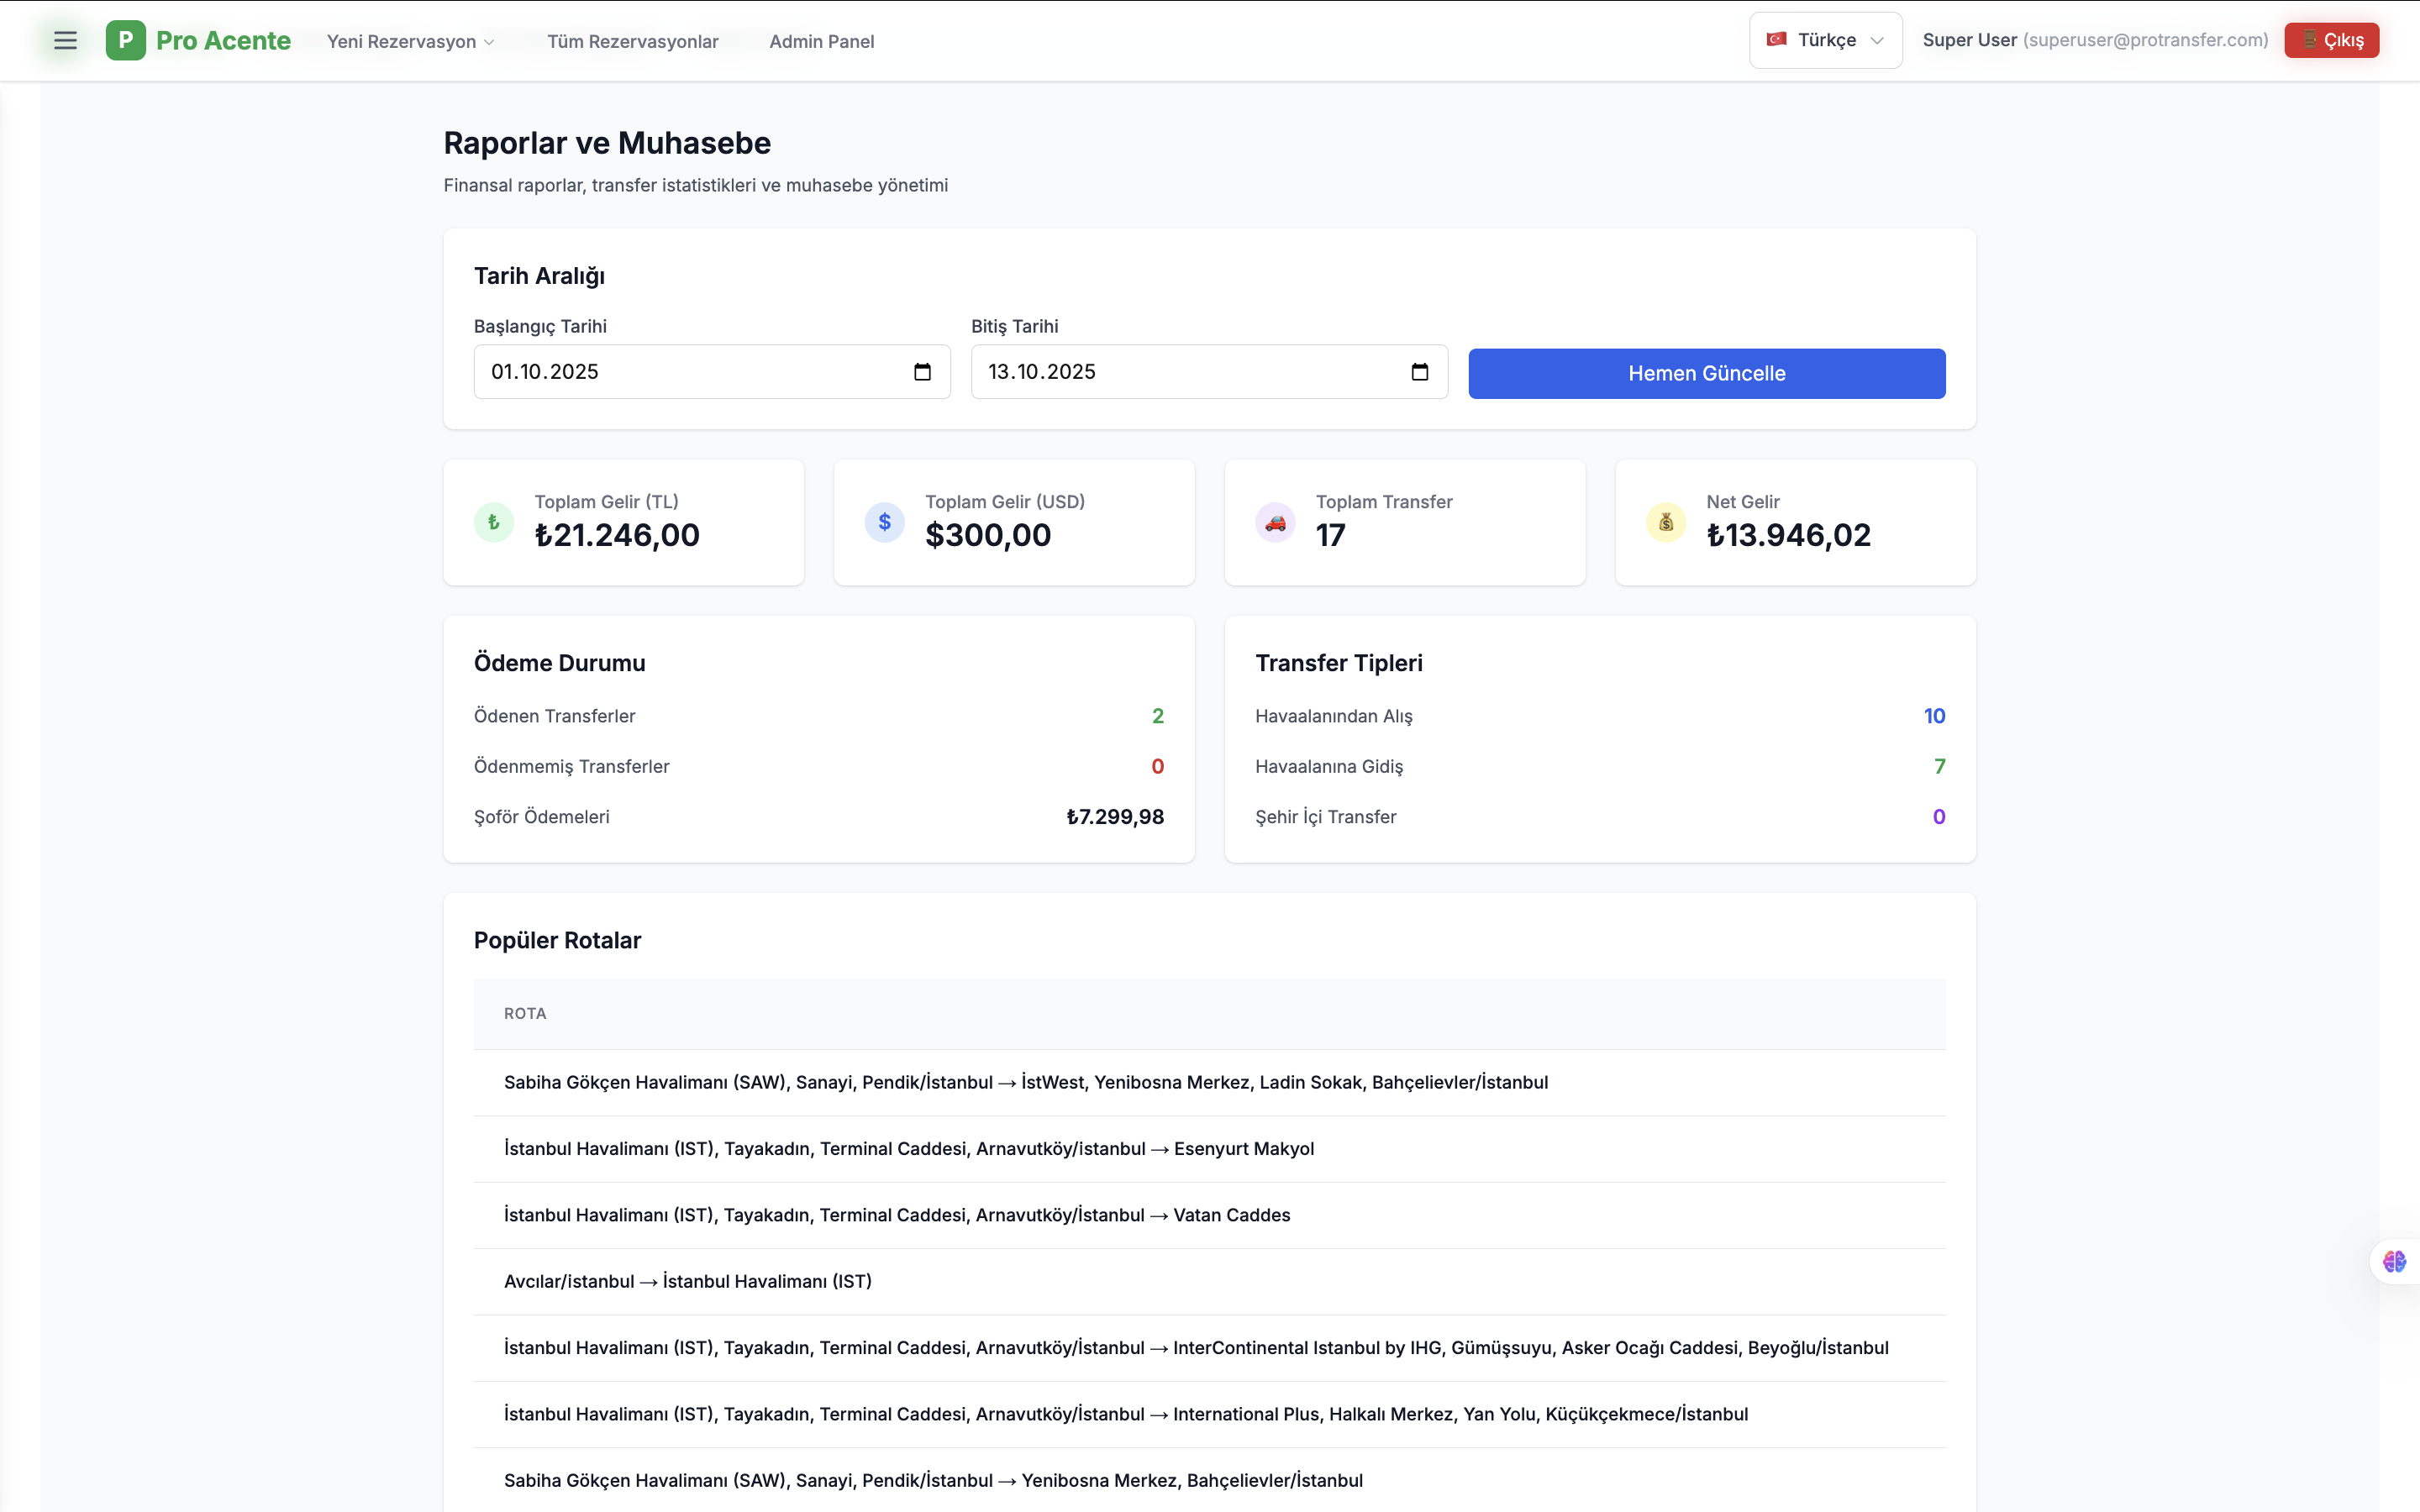 P Pro Acente Yeni Rezervasyon Tüm Rezervasyonlar Admin Panel Türkçe Super User (superuser@protransfer.com) Çıkış
Raporlar ve Muhasebe
Finansal raporlar, transfer istatistikleri ve muhasebe yönetimi
Tarih Aralığı
Başlangıç Tarihi Bitiş Tarihi
01.10.2025 13.10.2025 Hemen Güncelle
Toplam Gelir (TL)
₺ ₺21.246,00
Toplam Gelir (USD)
$ $300,00
Toplam Transfer
17
Net Gelir
₺13.946,02
Ödeme Durumu
Ödenen Transferler 2
Ödenmemiş Transferler 0
Şoför Ödemeleri ₺7.299,98
Transfer Tipleri
Havaalanından Alış 10
Havaalanına Gidiş 7
Şehir İçi Transfer 0
Popüler Rotalar
ROTA
Sabiha Gökçen Havalimanı (SAW), Sanayi, Pendik/İstanbul → İstWest, Yenibosna Merkez, Ladin Sokak, Bahçelievler/İstanbul
İstanbul Havalimanı (IST), Tayakadın, Terminal Caddesi, Arnavutköy/istanbul → Esenyurt Makyol
İstanbul Havalimanı (IST), Tayakadın, Terminal Caddesi, Arnavutköy/İstanbul → Vatan Caddes
Avcılar/istanbul → İstanbul Havalimanı (IST)
İstanbul Havalimanı (IST), Tayakadın, Terminal Caddesi, Arnavutköy/İstanbul → InterContinental Istanbul by IHG, Gümüşsuyu, Asker Ocağı Caddesi, Beyoğlu/İstanbul
İstanbul Havalimanı (IST), Tayakadın, Terminal Caddesi, Arnavutköy/İstanbul → International Plus, Halkalı Merkez, Yan Yolu, Küçükçekmece/İstanbul
Sabiha Gökçen Havalimanı (SAW), Sanayi, Pendik/İstanbul → Yenibosna Merkez, Bahçelievler/İstanbul